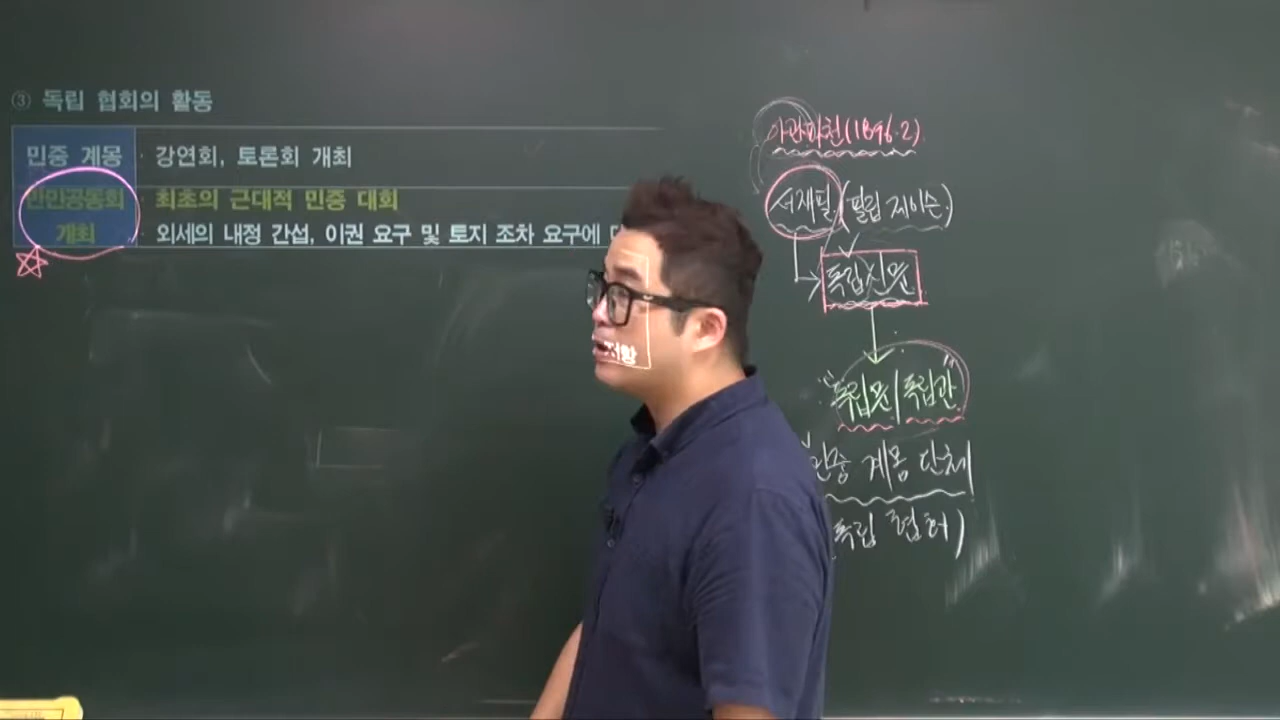 ③ 독립 협회의 활동
민중 계몽
· 강연회, 토론회 개최
만민공동회
개최
· 최초의 근대적 민중 대회
· 외세의 내정 간섭, 이권 요구 및 토지 조차 요구에
저항
아관파천(1896.2)
서재필(필립 제이슨)
독립신문
"독립문/독립관"
민중 계몽 단체
독립 협회)